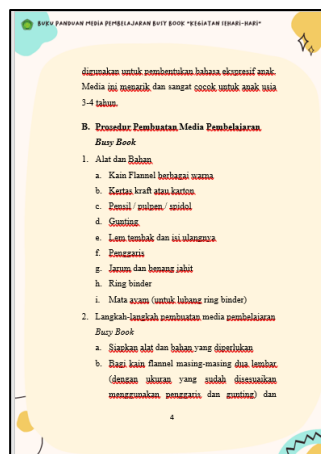 BUKU PANDUAN MEDIA PEMBELAJARAN BUSY BOOK "KEGIATAN SEHARI-HARI"
digunakan untuk pembentukan bahasa ekspresif anak.
Media ini menarik dan sangat cocok untuk anak usia
3-4 tahun.
B. Prosedur Pembuatan Media Pembelajaran
Busy Book
1. Alat dan Bahan
a. Kain Flannel berbagai warna
b. Kertas kraft atau karton
c. Pensil / pulpen / spidol
d. Gunting
e. Lem tembak dan isi ulangnya
f. Penggaris
g. Jarum dan benang jahit
h. Ring binder
i. Mata ayam (untuk lubang ring binder)
2. Langkah-langkah pembuatan media pembelajaran
Busy Book
a. Siapkan alat dan bahan yang diperlukan
b. Bagi kain flannel masing-masing dua lembar
(dengan ukuran yang sudah disesuaikan
menggunakan penggaris dan gunting) dan
4